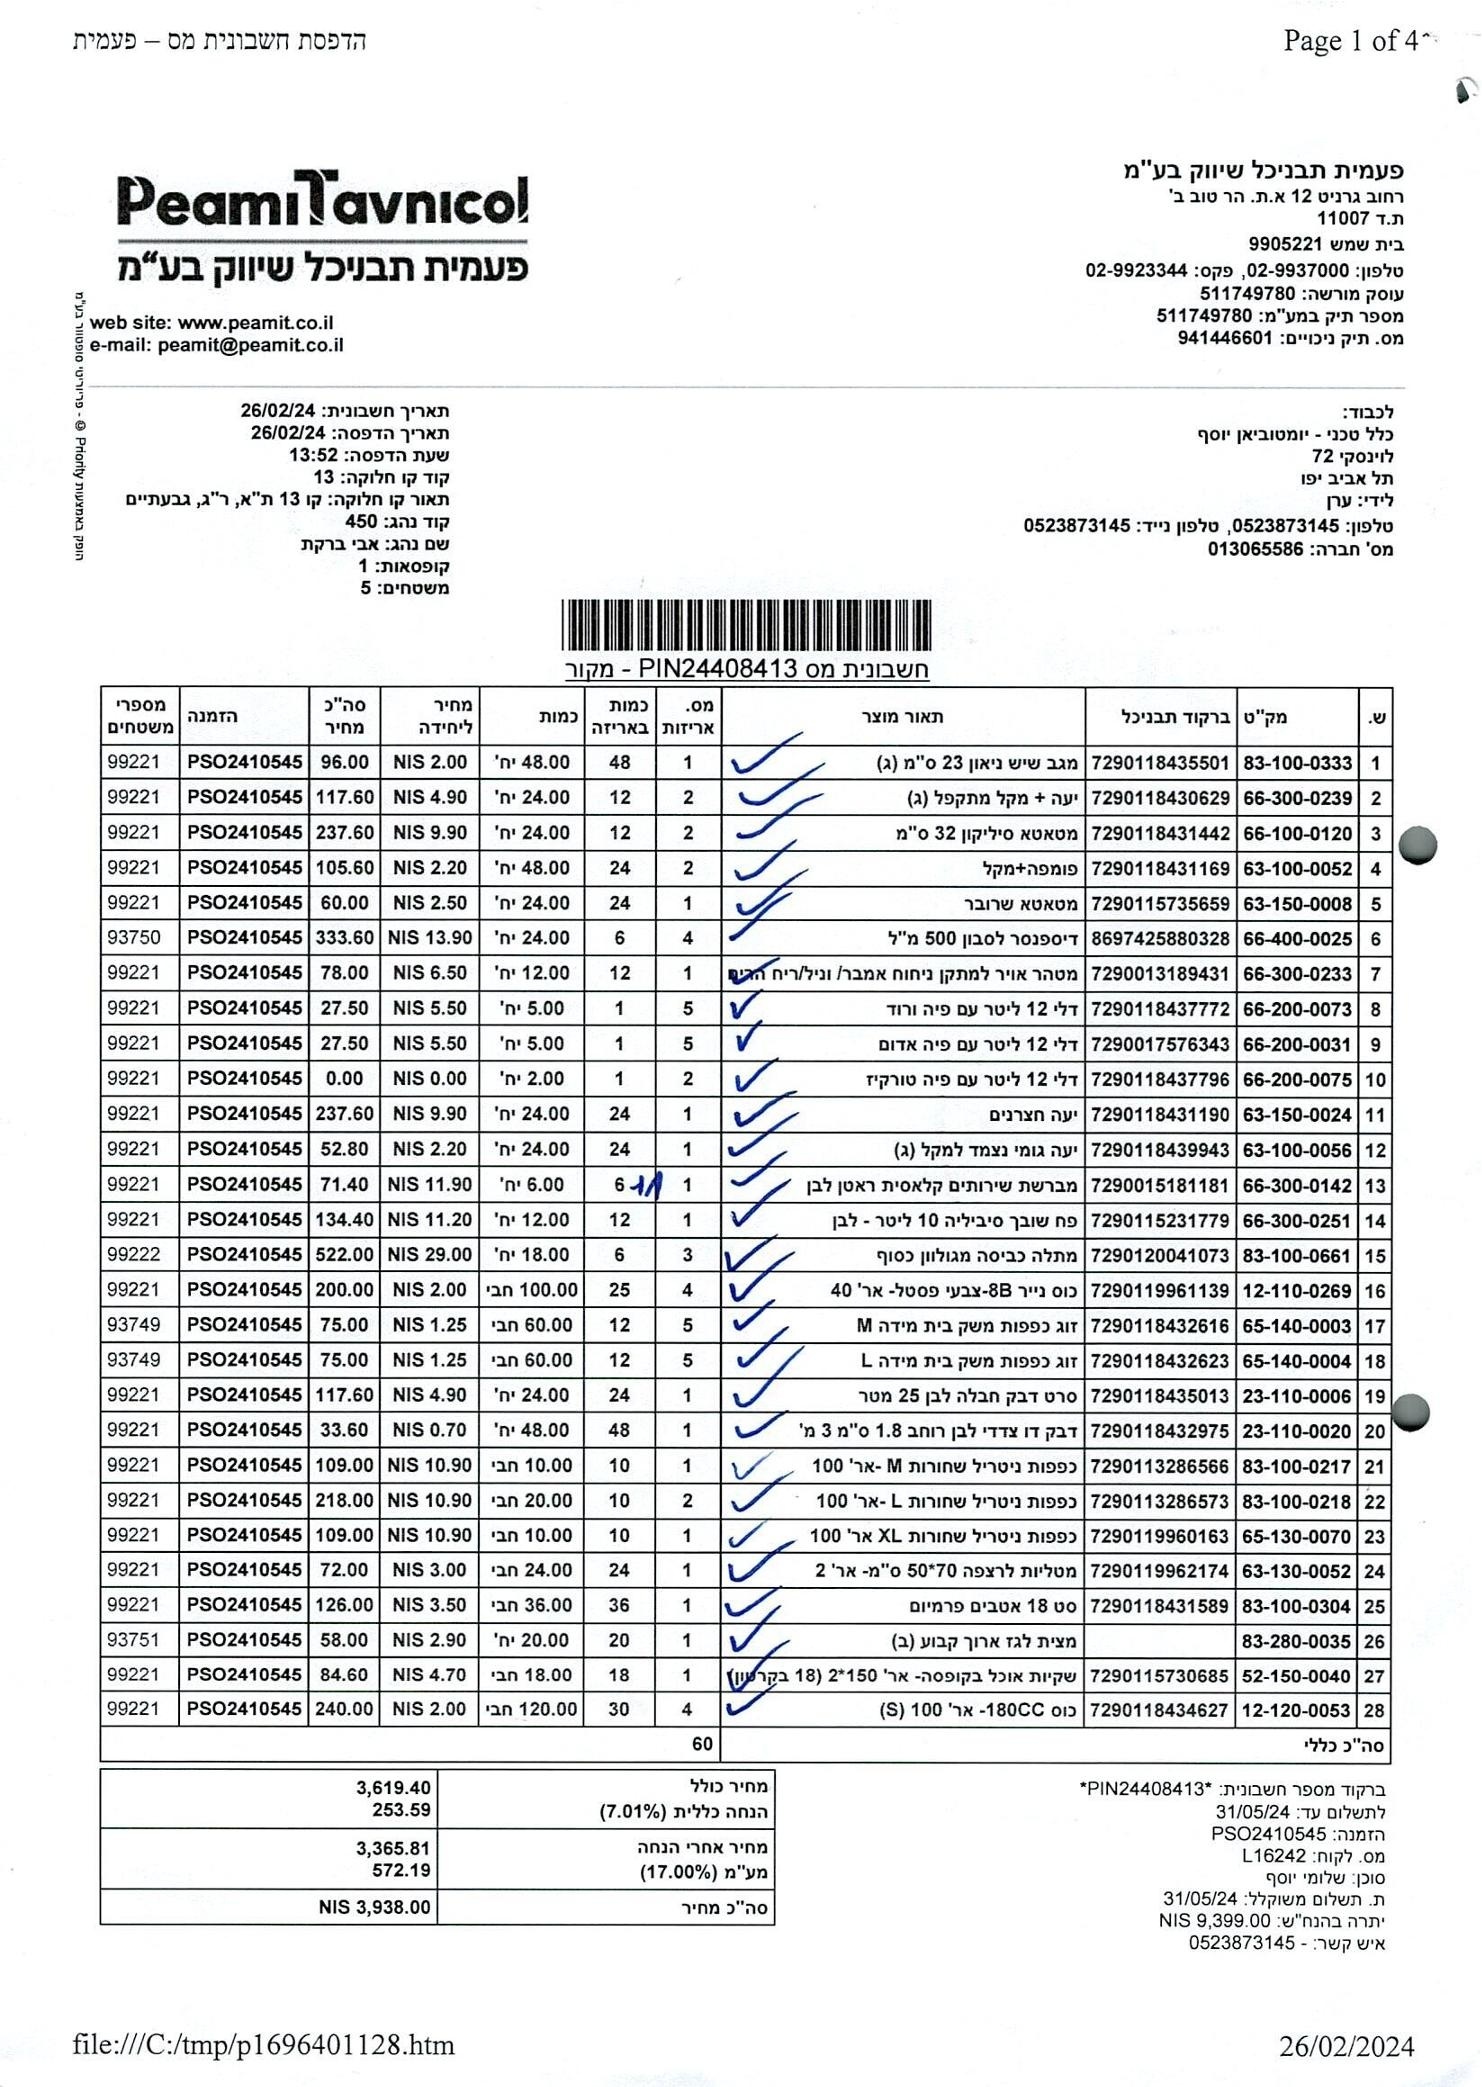 הדפסת חשבונית מס – פעמית
Page 1 of 4
PeamiTavnicol
פעמית תבניכל שיווק בע"מ
web site: www.peamit.co.il
e-mail: peamit@peamit.co.il
פעמית תבניכל שיווק בע"מ
רחוב גרניט 12 א.ת. הר טוב ב'
ת.ד 11007
בית שמש 9905221
טלפון: 02-9937000, פקס: 02-9923344
עוסק מורשה: 511749780
מספר תיק במע"מ: 511749780
מס. תיק ניכויים: 941446601
הופק באמצעות Priority © - פריוריטי סופטוור בע"מ
לכבוד:
כלל טכני - יומטוביאן יוסף
לוינסקי 72
תל אביב יפו
לידי: ערן
טלפון: 0523873145, טלפון נייד: 0523873145
מס' חברה: 013065586
תאריך חשבונית: 26/02/24
תאריך הדפסה: 26/02/24
שעת הדפסה: 13:52
קוד קו חלוקה: 13
תאור קו חלוקה: קו 13 ת"א, ר"ג, גבעתיים
קוד נהג: 450
שם נהג: אבי ברקת
קופסאות: 1
משטחים: 5
חשבונית מס PIN24408413 - מקור
ש. מק"ט ברקוד תבניכל תאור מוצר מס. אריזות כמות באריזה כמות מחיר ליחידה סה"כ מחיר הזמנה מספרי משטחים
1 83-100-0333 7290118435501 מגב שיש ניאון 23 ס"מ (ג) 1 48 48.00 יח' NIS 2.00 96.00 PSO2410545 99221
2 66-300-0239 7290118430629 יעה + מקל מתקפל (ג) 2 12 24.00 יח' NIS 4.90 117.60 PSO2410545 99221
3 66-100-0120 7290118431442 מטאטא סיליקון 32 ס"מ 2 12 24.00 יח' NIS 9.90 237.60 PSO2410545 99221
4 63-100-0052 7290118431169 פומפה+מקל 2 24 48.00 יח' NIS 2.20 105.60 PSO2410545 99221
5 63-150-0008 7290115735659 מטאטא שרובר 1 24 24.00 יח' NIS 2.50 60.00 PSO2410545 99221
6 66-400-0025 8697425880328 דיספנסר לסבון 500 מ"ל 4 6 24.00 יח' NIS 13.90 333.60 PSO2410545 93750
7 66-300-0233 7290013189431 מטהר אויר למתקן ניחוח אמבר/ וניל/ריח הרים 1 12 12.00 יח' NIS 6.50 78.00 PSO2410545 99221
8 66-200-0073 7290118437772 דלי 12 ליטר עם פיה ורוד 5 1 5.00 יח' NIS 5.50 27.50 PSO2410545 99221
9 66-200-0031 7290017576343 דלי 12 ליטר עם פיה אדום 5 1 5.00 יח' NIS 5.50 27.50 PSO2410545 99221
10 66-200-0075 7290118437796 דלי 12 ליטר עם פיה טורקיז 2 1 2.00 יח' NIS 0.00 0.00 PSO2410545 99221
11 63-150-0024 7290118431190 יעה חצרנים 1 24 24.00 יח' NIS 9.90 237.60 PSO2410545 99221
12 63-100-0056 7290118439943 יעה גומי נצמד למקל (ג) 1 24 24.00 יח' NIS 2.20 52.80 PSO2410545 99221
13 66-300-0142 7290015181181 מברשת שירותים קלאסית ראטן לבן 1 6 6.00 יח' NIS 11.90 71.40 PSO2410545 99221
14 66-300-0251 7290115231779 פח שובך סיביליה 10 ליטר - לבן 1 12 12.00 יח' NIS 11.20 134.40 PSO2410545 99221
15 83-100-0661 7290120041073 מתלה כביסה מגולוון כסוף 3 6 18.00 יח' NIS 29.00 522.00 PSO2410545 99222
16 12-110-0269 7290119961139 כוס נייר 8B-צבעי פסטל- אר' 40 4 25 100.00 חבי NIS 2.00 200.00 PSO2410545 99221
17 65-140-0003 7290118432616 זוג כפפות משק בית מידה M 5 12 60.00 חבי NIS 1.25 75.00 PSO2410545 93749
18 65-140-0004 7290118432623 זוג כפפות משק בית מידה L 5 12 60.00 חבי NIS 1.25 75.00 PSO2410545 93749
19 23-110-0006 7290118435013 סרט דבק חבלה לבן 25 מטר 1 24 24.00 יח' NIS 4.90 117.60 PSO2410545 99221
20 23-110-0020 7290118432975 דבק דו צדדי לבן רוחב 1.8 ס"מ 3 מ' 1 48 48.00 יח' NIS 0.70 33.60 PSO2410545 99221
21 83-100-0217 7290113286566 כפפות ניטריל שחורות M -אר' 100 1 10 10.00 חבי NIS 10.90 109.00 PSO2410545 99221
22 83-100-0218 7290113286573 כפפות ניטריל שחורות L -אר' 100 2 10 20.00 חבי NIS 10.90 218.00 PSO2410545 99221
23 65-130-0070 7290119960163 כפפות ניטריל שחורות XL אר' 100 1 10 10.00 חבי NIS 10.90 109.00 PSO2410545 99221
24 63-130-0052 7290119962174 מטליות לרצפה 50*70 ס"מ- אר' 2 1 24 24.00 חבי NIS 3.00 72.00 PSO2410545 99221
25 83-100-0304 7290118431589 סט 18 אטבים פרמיום 1 36 36.00 חבי NIS 3.50 126.00 PSO2410545 99221
26 83-280-0035 מצית לגז ארוך קבוע (ב) 1 20 20.00 יח' NIS 2.90 58.00 PSO2410545 93751
27 52-150-0040 7290115730685 שקיות אוכל בקופסה- אר' 150*2 (18 בקרטון) 1 18 18.00 חבי NIS 4.70 84.60 PSO2410545 99221
28 12-120-0053 7290118434627 כוס 180CC- אר' 100 (S) 4 30 120.00 חבי NIS 2.00 240.00 PSO2410545 99221
סה"כ כללי 60
מחיר כולל 3,619.40
הנחה כללית (7.01%) 253.59
מחיר אחרי הנחה 3,365.81
מע"מ (17.00%) 572.19
סה"כ מחיר NIS 3,938.00
ברקוד מספר חשבונית: *PIN24408413*
לתשלום עד: 31/05/24
הזמנה: PSO2410545
מס. לקוח: L16242
סוכן: שלומי יוסף
ת. תשלום משוקלל: 31/05/24
יתרה בהנח"ש: NIS 9,399.00
איש קשר: - 0523873145
file:///C:/tmp/p1696401128.htm
26/02/2024